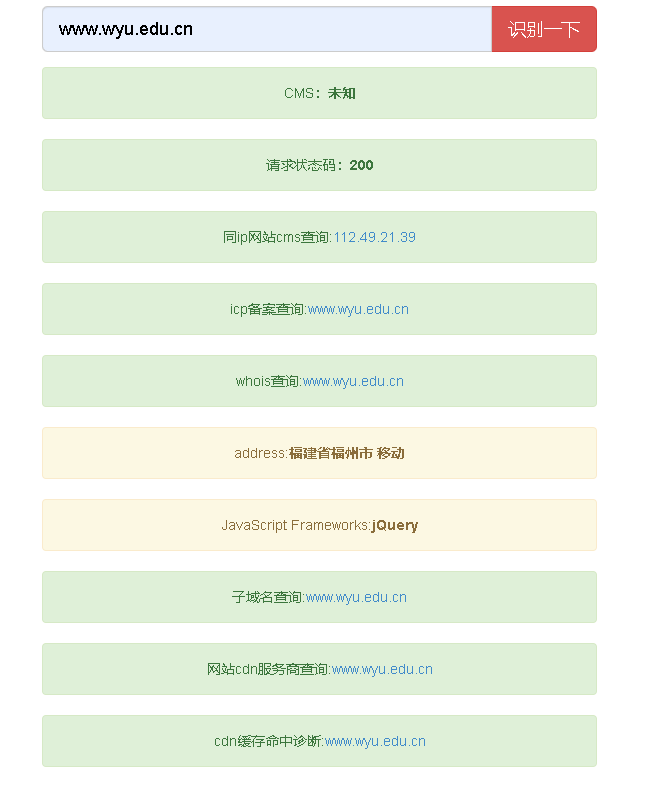 www.wyu.edu.cn
识别一下
CMS：未知
请求状态码：200
同ip网站cms查询:112.49.21.39
icp备案查询:www.wyu.edu.cn
whois查询:www.wyu.edu.cn
address:福建省福州市 移动
JavaScript Frameworks:jQuery
子域名查询:www.wyu.edu.cn
网站cdn服务商查询:www.wyu.edu.cn
cdn缓存命中诊断:www.wyu.edu.cn